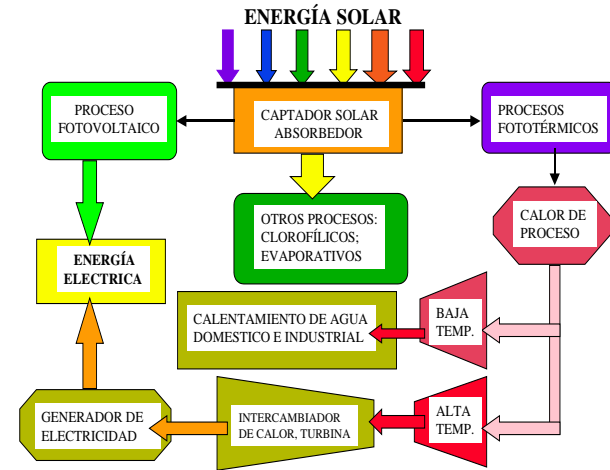 ENERGÍA SOLAR
PROCESO
FOTOVOLTAICO
CAPTADOR SOLAR
ABSORBEDOR
PROCESOS
FOTOTÉRMICOS
OTROS PROCESOS:
CLOROFÍLICOS;
EVAPORATIVOS
CALOR DE
PROCESO
ENERGÍA
ELECTRICA
CALENTAMIENTO DE AGUA
DOMESTICO E INDUSTRIAL
BAJA
TEMP.
GENERADOR DE
ELECTRICIDAD
INTERCAMBIADOR
DE CALOR, TURBINA
ALTA
TEMP.